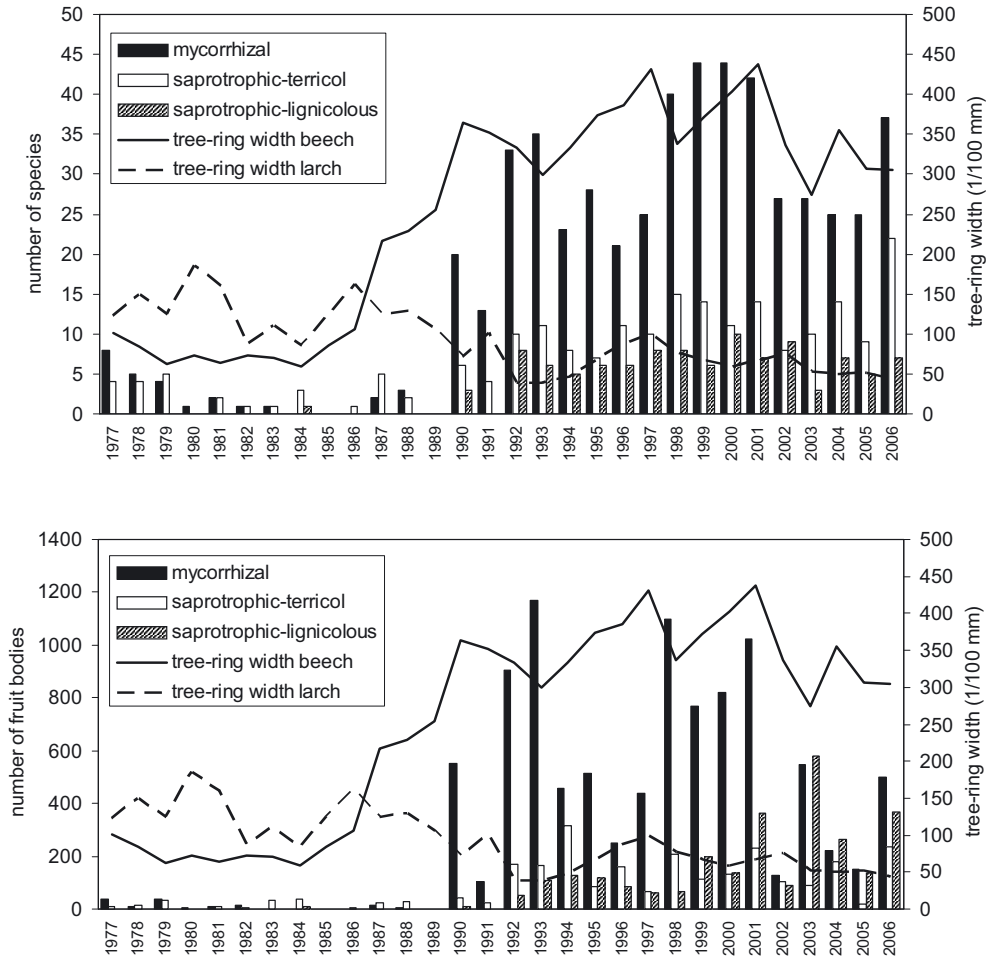 50
45
40
35
30
25
20
15
10
5
0
number of species
mycorrhizal
saprotrophic-terricol
saprotrophic-lignicolous
tree-ring width beech
tree-ring width larch
500
450
400
350
300
250
200
150
100
50
0
tree-ring width (1/100 mm)
1977 1978 1979 1980 1981 1982 1983 1984 1985 1986 1987 1988 1989 1990 1991 1992 1993 1994 1995 1996 1997 1998 1999 2000 2001 2002 2003 2004 2005 2006
1400
1200
1000
800
600
400
200
0
number of fruit bodies
mycorrhizal
saprotrophic-terricol
saprotrophic-lignicolous
tree-ring width beech
tree-ring width larch
500
450
400
350
300
250
200
150
100
50
0
tree-ring width (1/100 mm)
1977 1978 1979 1980 1981 1982 1983 1984 1985 1986 1987 1988 1989 1990 1991 1992 1993 1994 1995 1996 1997 1998 1999 2000 2001 2002 2003 2004 2005 2006